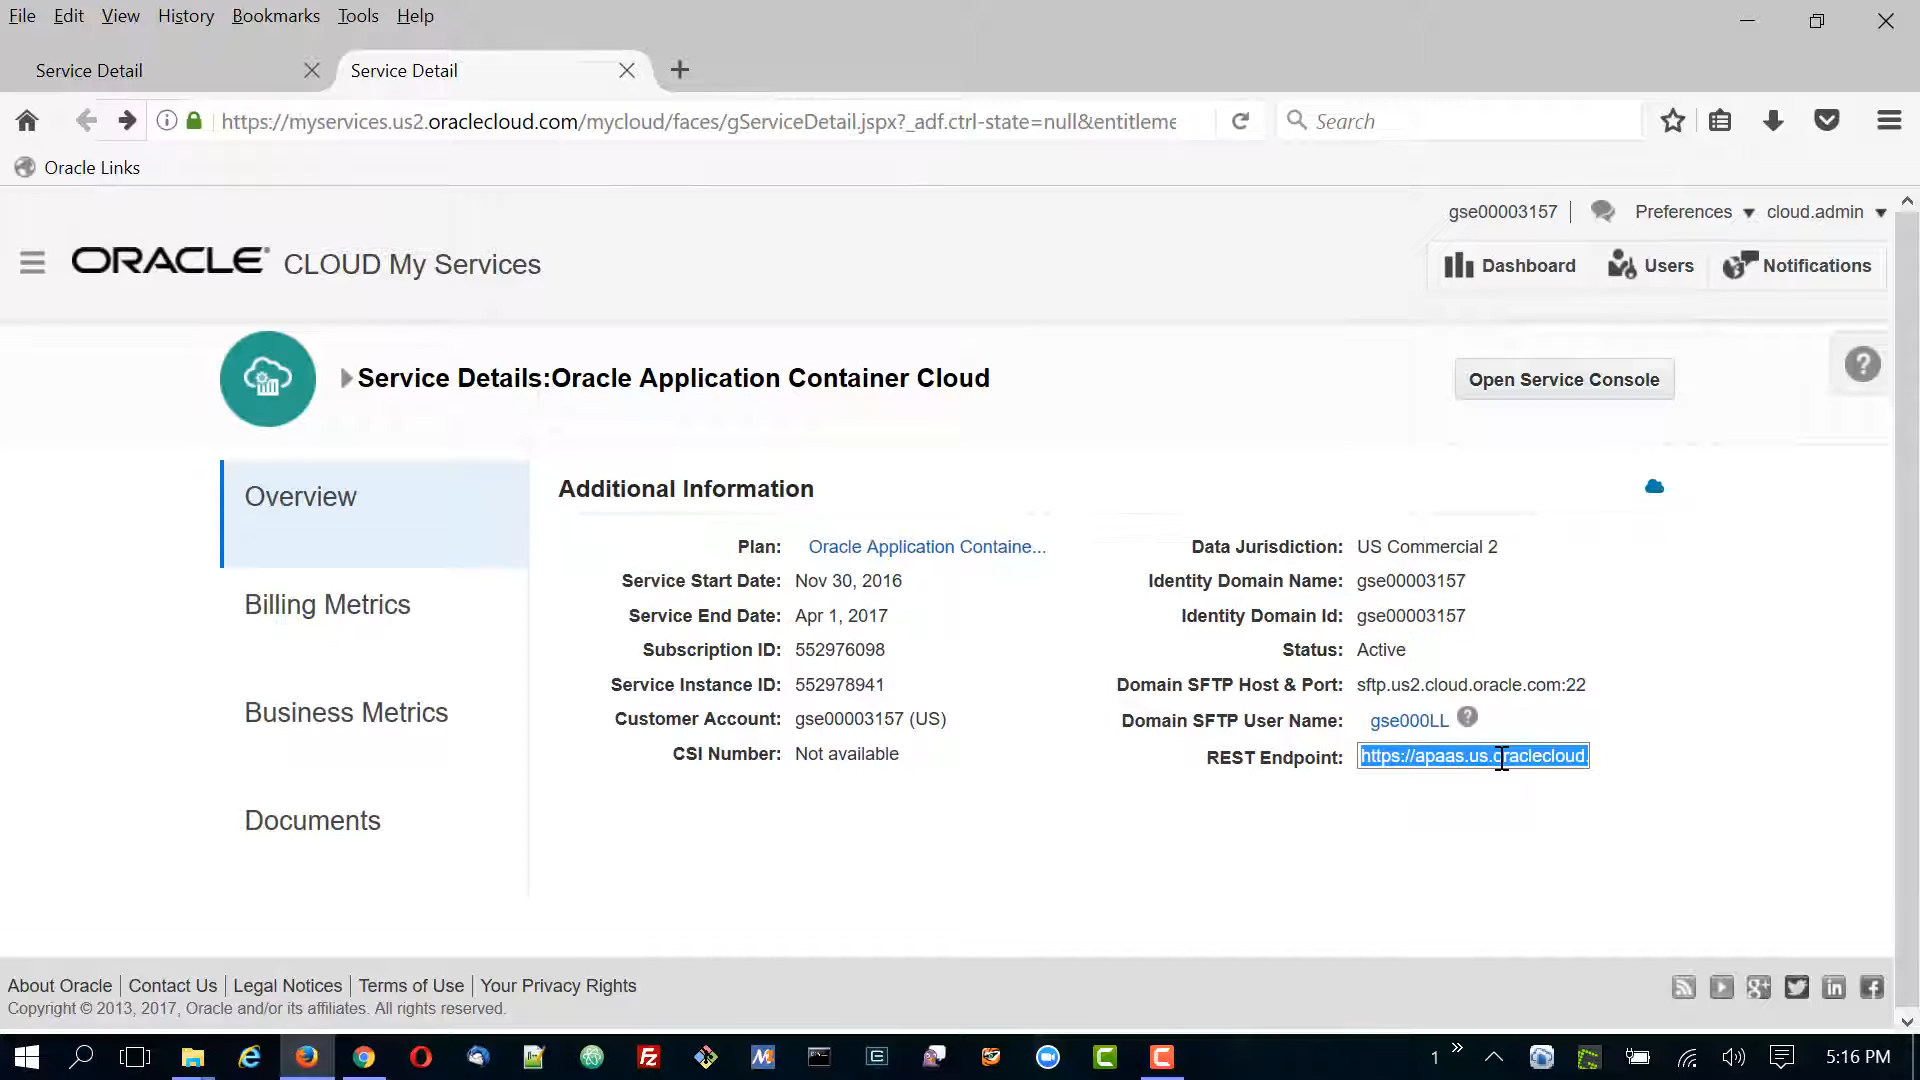 File Edit View History Bookmarks Tools Help
Service Detail
Service Detail
https://myservices.us2.oraclecloud.com/mycloud/faces/gServiceDetail.jspx?_adf.ctrl-state=null&entitleme
Search
Oracle Links
gse00003157
Preferences
cloud.admin
ORACLE CLOUD My Services
Dashboard
Users
Notifications
Service Details:Oracle Application Container Cloud
Open Service Console
Overview
Billing Metrics
Business Metrics
Documents
Additional Information
Plan: Oracle Application Containe...
Service Start Date: Nov 30, 2016
Service End Date: Apr 1, 2017
Subscription ID: 552976098
Service Instance ID: 552978941
Customer Account: gse00003157 (US)
CSI Number: Not available
Data Jurisdiction: US Commercial 2
Identity Domain Name: gse00003157
Identity Domain Id: gse00003157
Status: Active
Domain SFTP Host & Port: sftp.us2.cloud.oracle.com:22
Domain SFTP User Name: gse000LL
REST Endpoint: https://apaas.us.oraclecloud.
About Oracle | Contact Us | Legal Notices | Terms of Use | Your Privacy Rights
Copyright © 2013, 2017, Oracle and/or its affiliates. All rights reserved.
1
5:16 PM